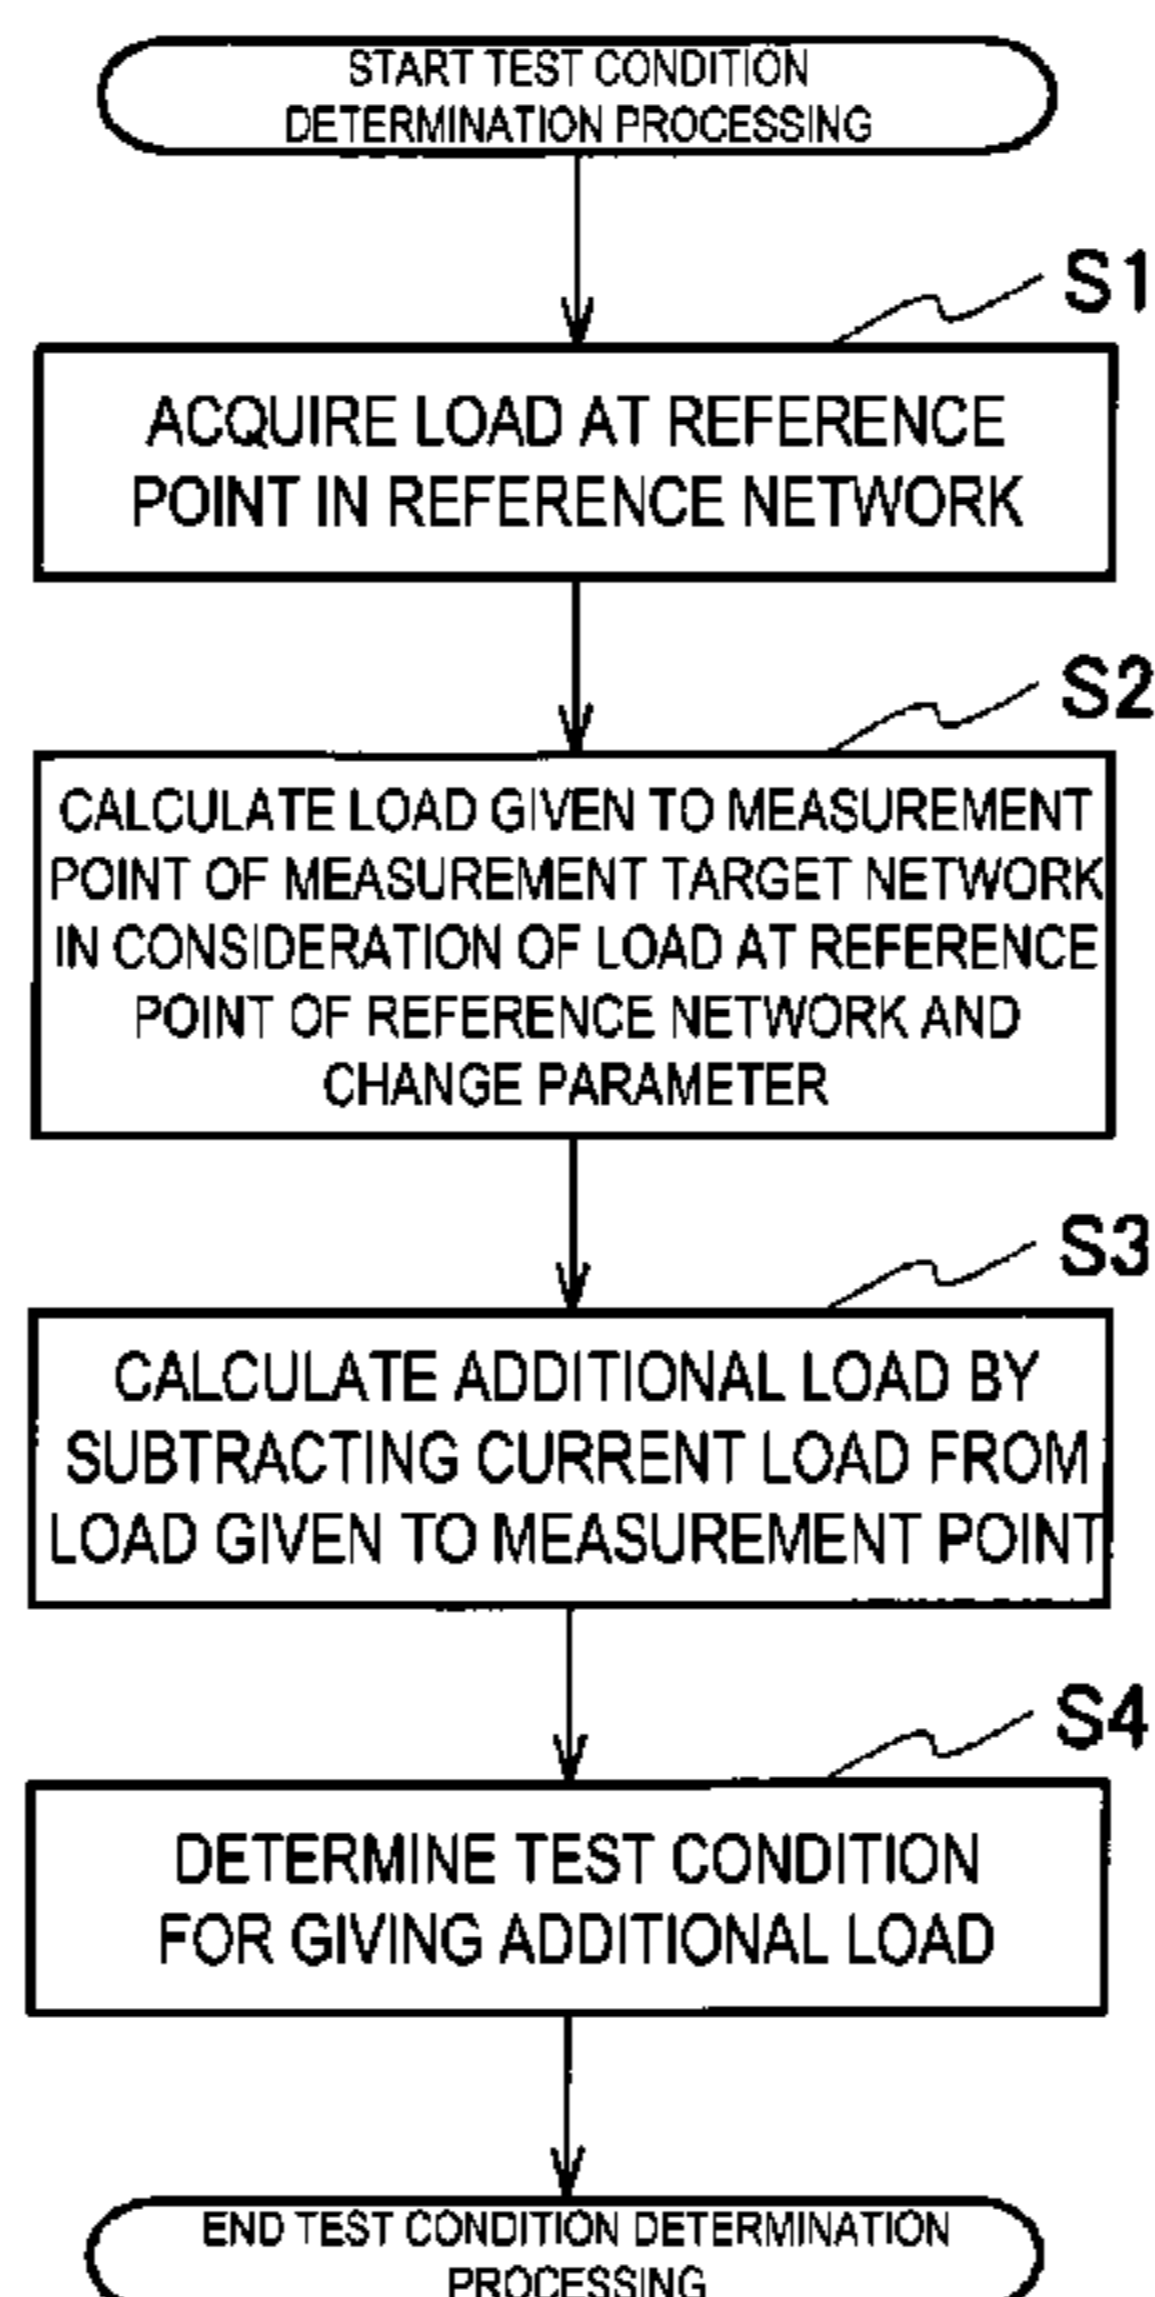 START TEST CONDITION
DETERMINATION PROCESSING
S1
ACQUIRE LOAD AT REFERENCE
POINT IN REFERENCE NETWORK
S2
CALCULATE LOAD GIVEN TO MEASUREMENT
POINT OF MEASUREMENT TARGET NETWORK
IN CONSIDERATION OF LOAD AT REFERENCE
POINT OF REFERENCE NETWORK AND
CHANGE PARAMETER
S3
CALCULATE ADDITIONAL LOAD BY
SUBTRACTING CURRENT LOAD FROM
LOAD GIVEN TO MEASUREMENT POINT
S4
DETERMINE TEST CONDITION
FOR GIVING ADDITIONAL LOAD
END TEST CONDITION DETERMINATION
PROCESSING